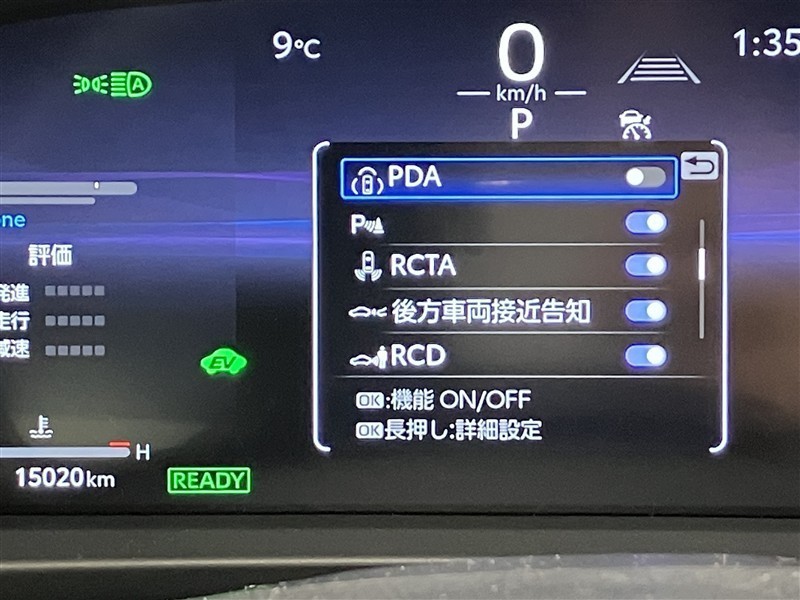 9°C
0
km/h
P
1:35
A
PDA
P
RCTA
後方車両接近告知
RCD
OK:機能 ON/OFF
OK長押し:詳細設定
ne
評価
発進
走行
減速
EV
H
15020km
READY